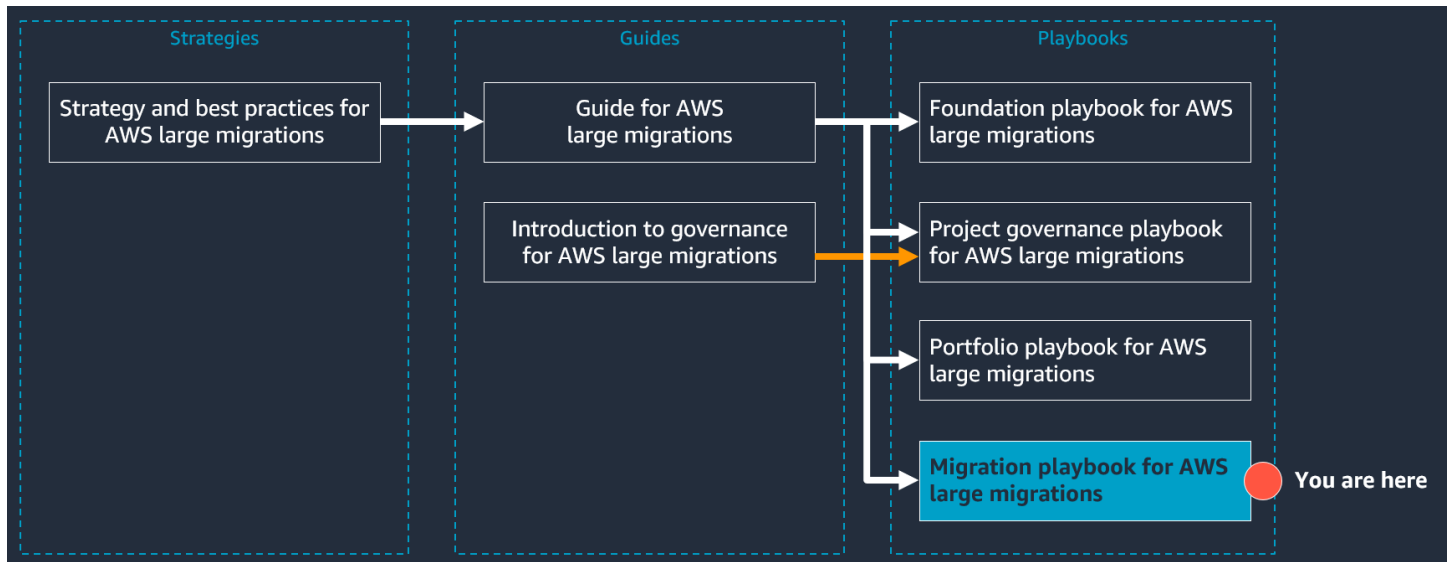 Strategies
Strategy and best practices for
AWS large migrations
Guides
Guide for AWS
large migrations
Introduction to governance
for AWS large migrations
Playbooks
Foundation playbook for AWS
large migrations
Project governance playbook
for AWS large migrations
Portfolio playbook for AWS
large migrations
Migration playbook for AWS
large migrations
You are here